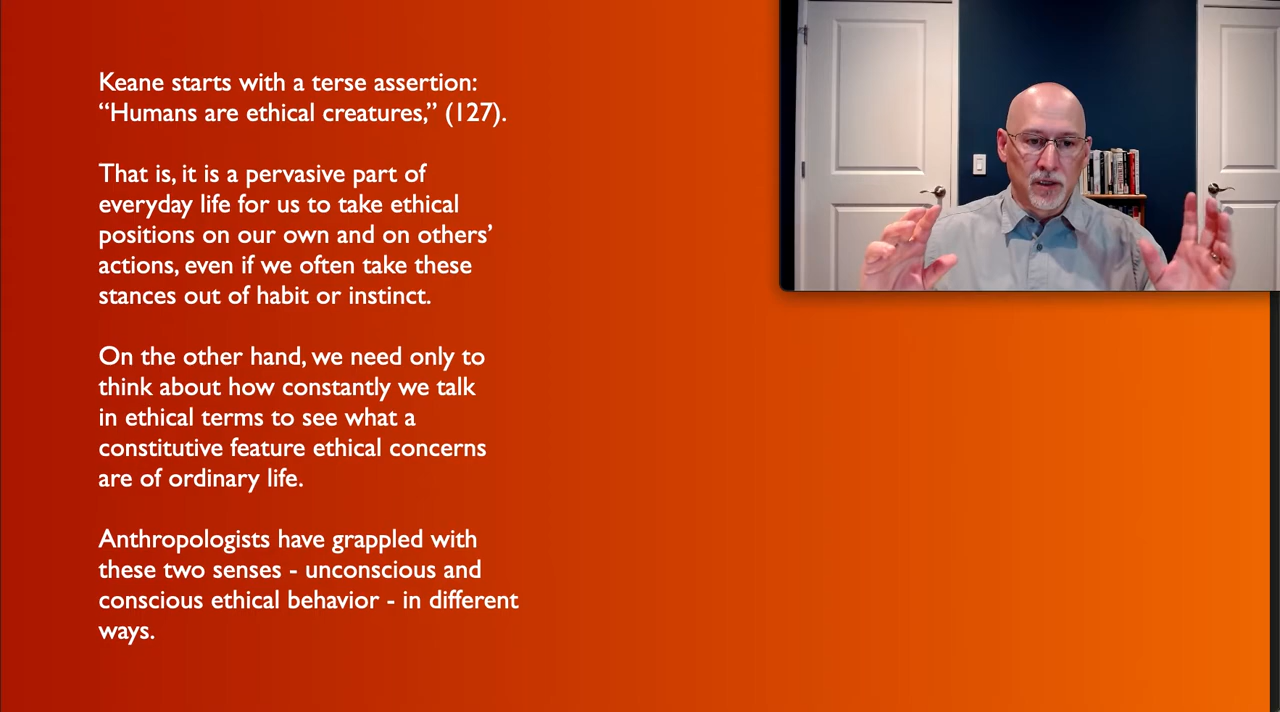 Keane starts with a terse assertion:
“Humans are ethical creatures,” (127).
That is, it is a pervasive part of
everyday life for us to take ethical
positions on our own and on others’
actions, even if we often take these
stances out of habit or instinct.
On the other hand, we need only to
think about how constantly we talk
in ethical terms to see what a
constitutive feature ethical concerns
are of ordinary life.
Anthropologists have grappled with
these two senses - unconscious and
conscious ethical behavior - in different
ways.